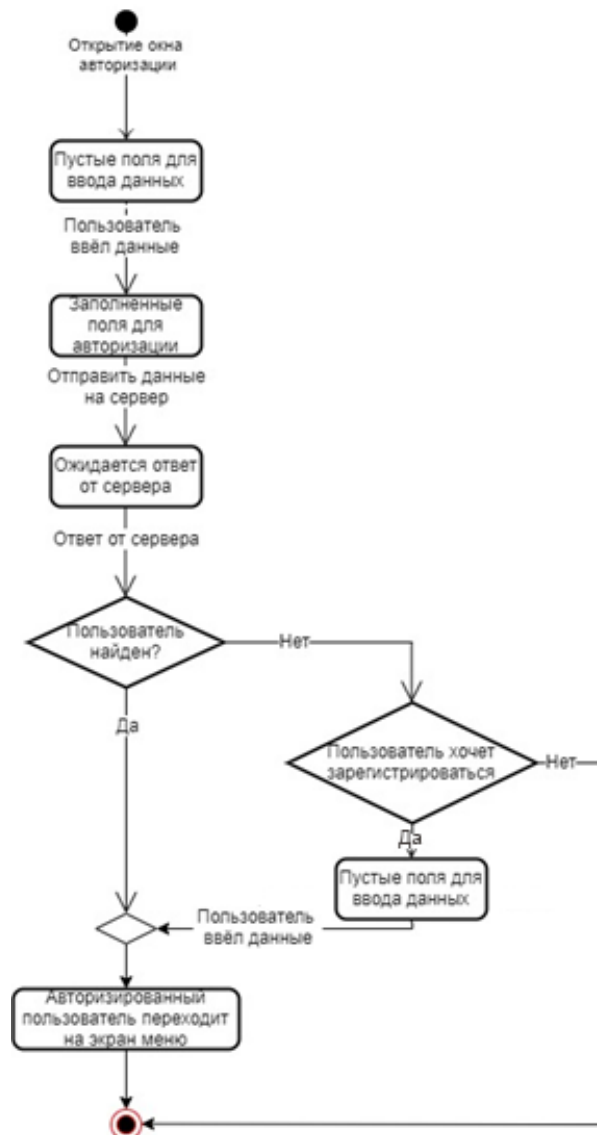 Открытие окна
авторизации
Пустые поля для
ввода данных
Пользователь
ввёл данные
Заполненные
поля для
авторизации
Отправить данные
на сервер
Ожидается ответ
от сервера
Ответ от сервера
Пользователь
найден?
Нет
Да
Пользователь хочет
зарегистрироваться
Нет
Да
Пустые поля для
ввода данных
Пользователь
ввёл данные
Авторизированный
пользователь переходит
на экран меню